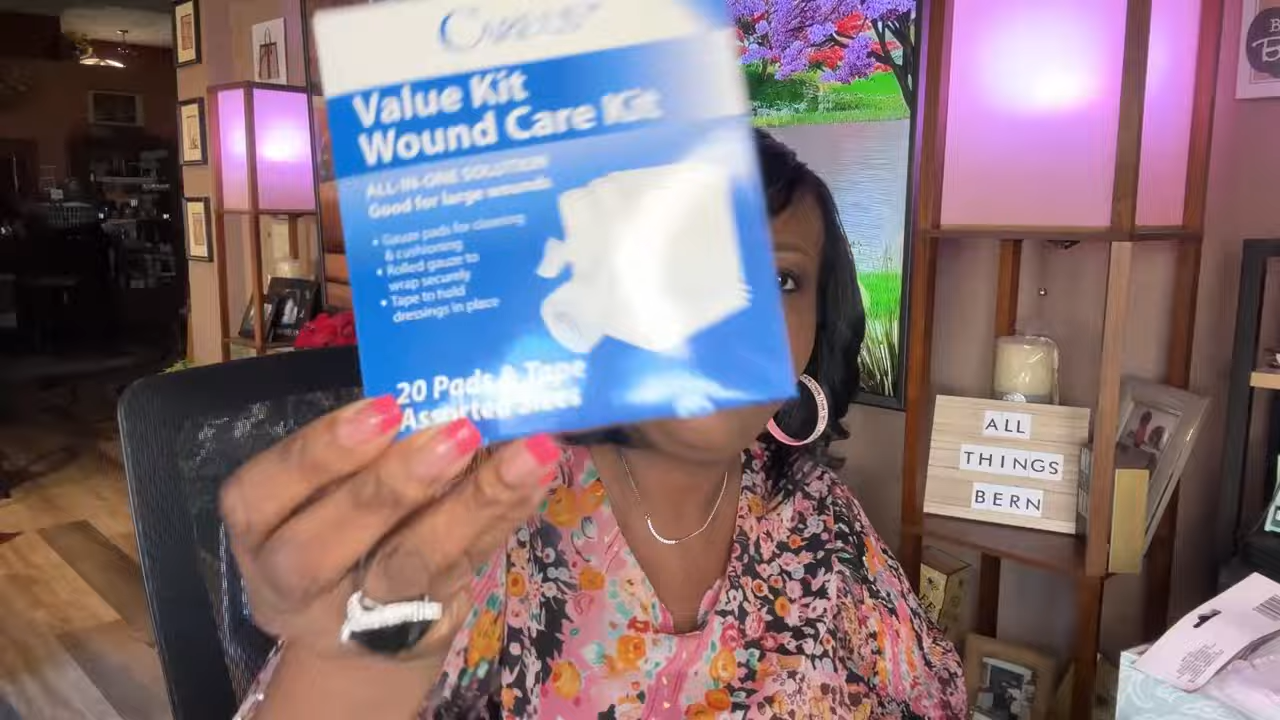 Value Kit
Wound Care Kit
ALL-IN-ONE SOLUTION
Good for large wounds
• Gauze pads for cleaning
& cushioning
• Rolled gauze to
wrap securely
• Tape to hold
dressings in place
20 Pads & Tape
Assorted Sizes
ALL
THINGS
BERN